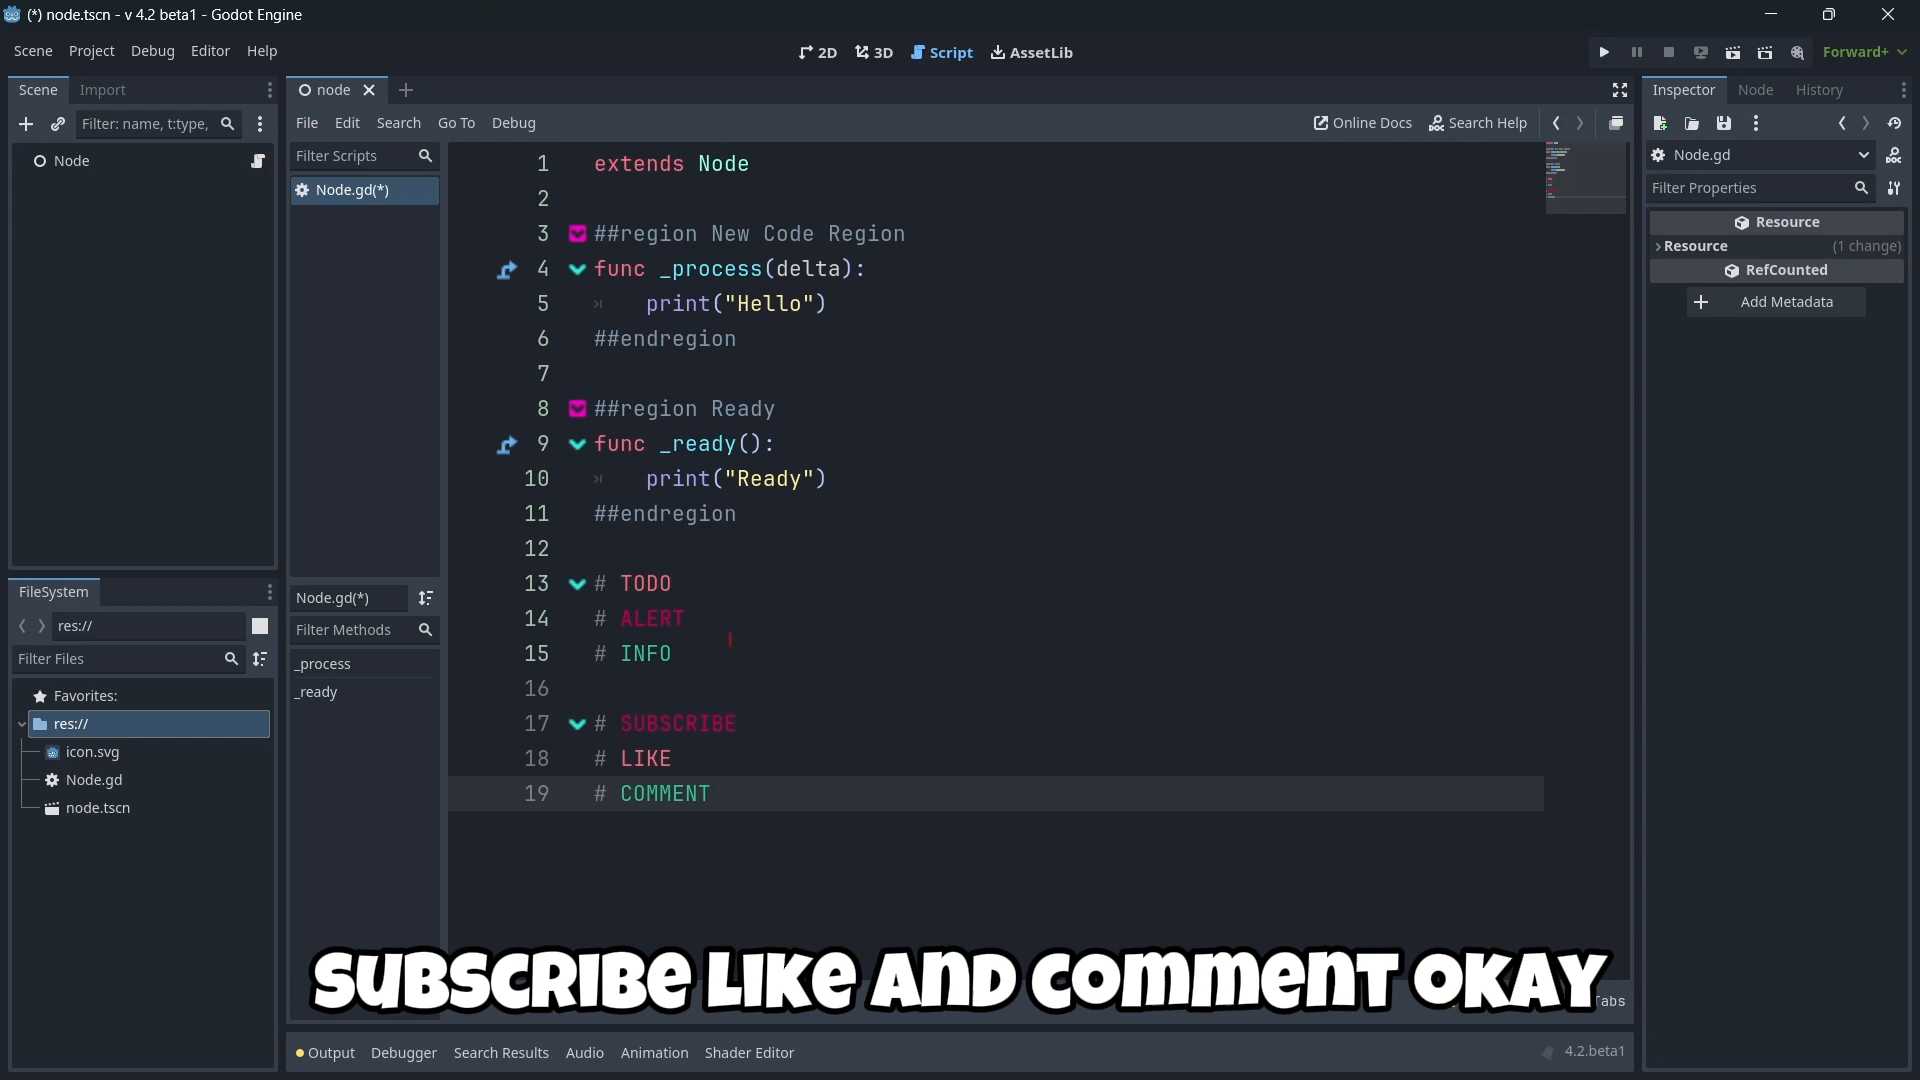 (*) node.tscn - v 4.2 beta1 - Godot Engine
Scene Project Debug Editor Help
2D 3D Script AssetLib
Forward+
Scene Import
Filter: name, t:type,
Node
node
File Edit Search Go To Debug
Online Docs Search Help
Filter Scripts
Node.gd(*)
1 extends Node
2
3 ##region New Code Region
4 func _process(delta):
5 print("Hello")
6 ##endregion
7
8 ##region Ready
9 func _ready():
10 print("Ready")
11 ##endregion
12
13 # TODO
14 # ALERT
15 # INFO
16
17 # SUBSCRIBE
18 # LIKE
19 # COMMENT
Node.gd(*)
Filter Methods
_process
_ready
FileSystem
res://
Filter Files
Favorites:
res://
icon.svg
Node.gd
node.tscn
Inspector Node History
Node.gd
DOC
Filter Properties
Resource
Resource (1 change)
RefCounted
Add Metadata
SUBSCRIBE LIKE AND COMMENT OKAY
Output Debugger Search Results Audio Animation Shader Editor
4.2.beta1